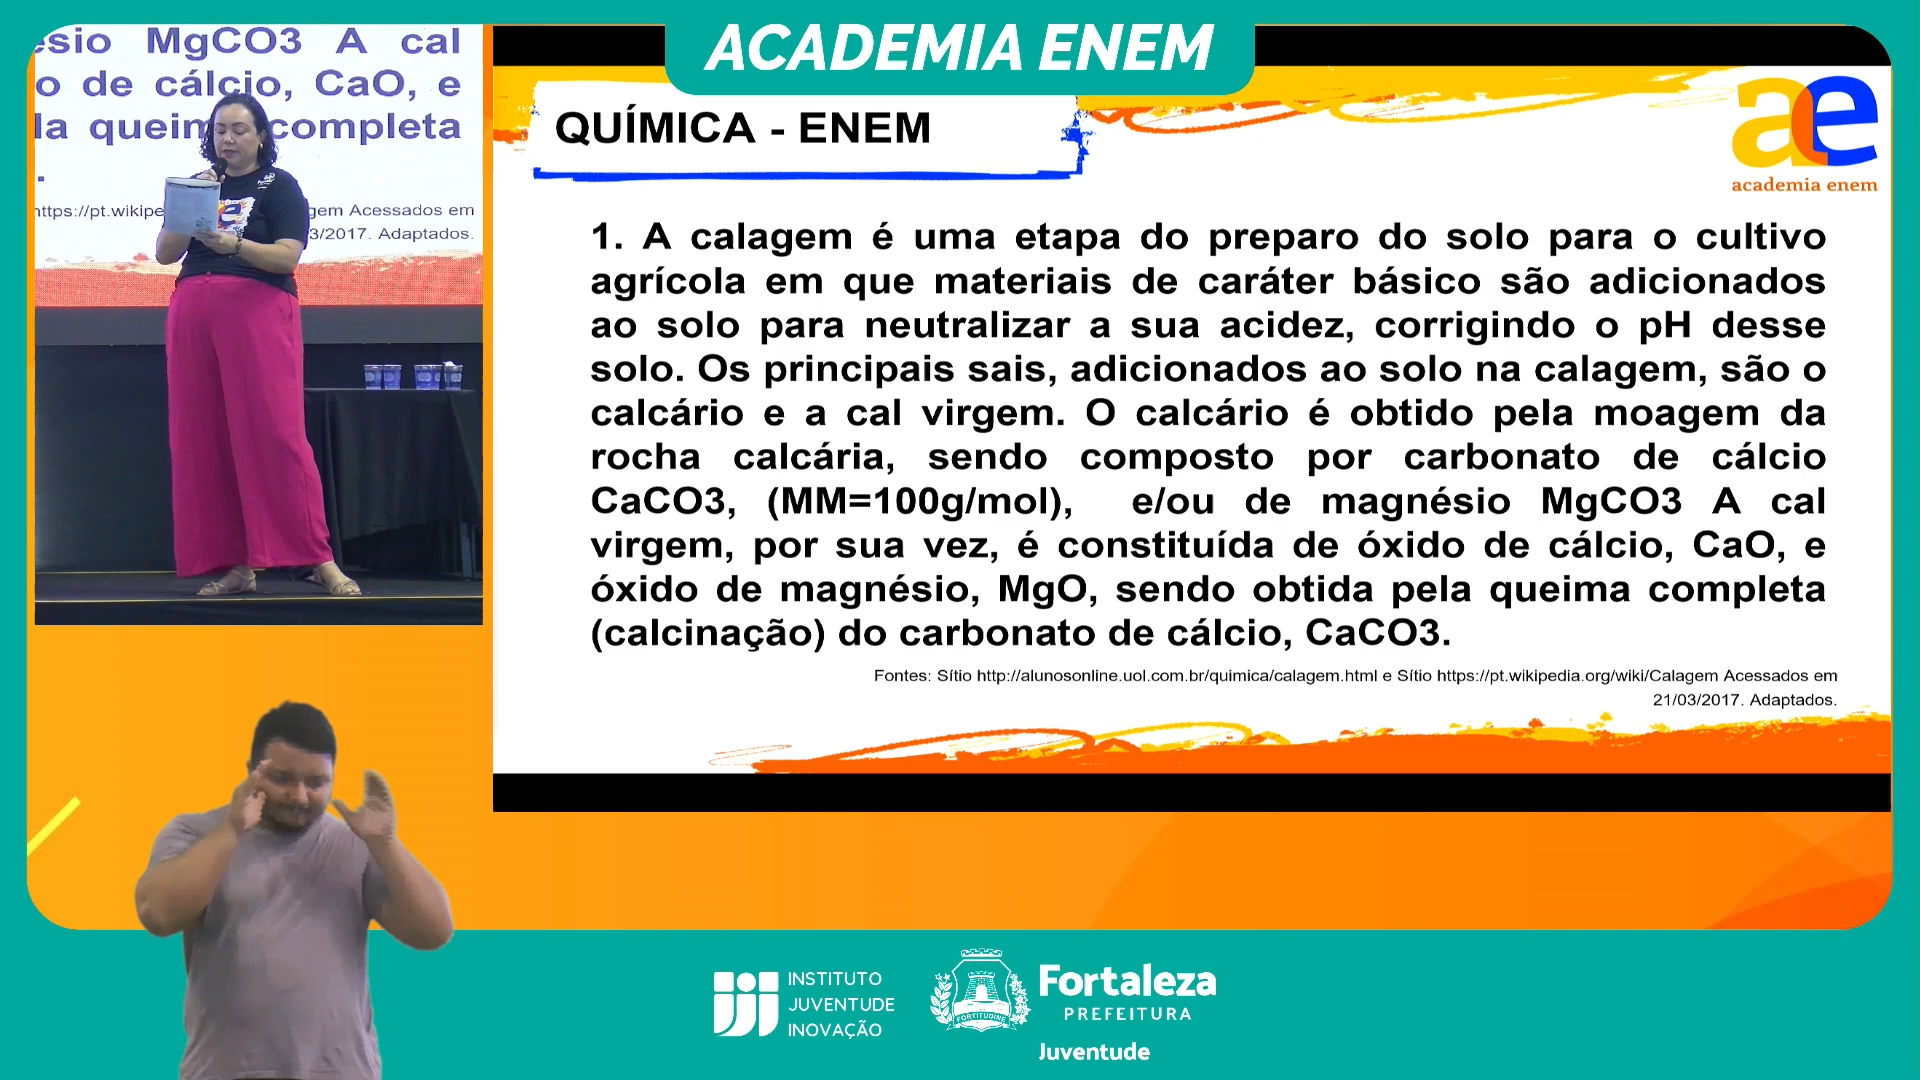 ACADEMIA ENEM
esio MgCO3 A cal
o de cálcio, CaO, e
la queim completa
.
https://pt.wikipe gem Acessados em
3/2017. Adaptados.
QUÍMICA - ENEM
ae
academia enem
1. A calagem é uma etapa do preparo do solo para o cultivo
agrícola em que materiais de caráter básico são adicionados
ao solo para neutralizar a sua acidez, corrigindo o pH desse
solo. Os principais sais, adicionados ao solo na calagem, são o
calcário e a cal virgem. O calcário é obtido pela moagem da
rocha calcária, sendo composto por carbonato de cálcio
CaCO3, (MM=100g/mol), e/ou de magnésio MgCO3 A cal
virgem, por sua vez, é constituída de óxido de cálcio, CaO, e
óxido de magnésio, MgO, sendo obtida pela queima completa
(calcinação) do carbonato de cálcio, CaCO3.
Fontes: Sítio http://alunosonline.uol.com.br/quimica/calagem.html e Sítio https://pt.wikipedia.org/wiki/Calagem Acessados em
21/03/2017. Adaptados.
INSTITUTO
JUVENTUDE
INOVAÇÃO
FORTITUDINE
Fortaleza
PREFEITURA
Juventude